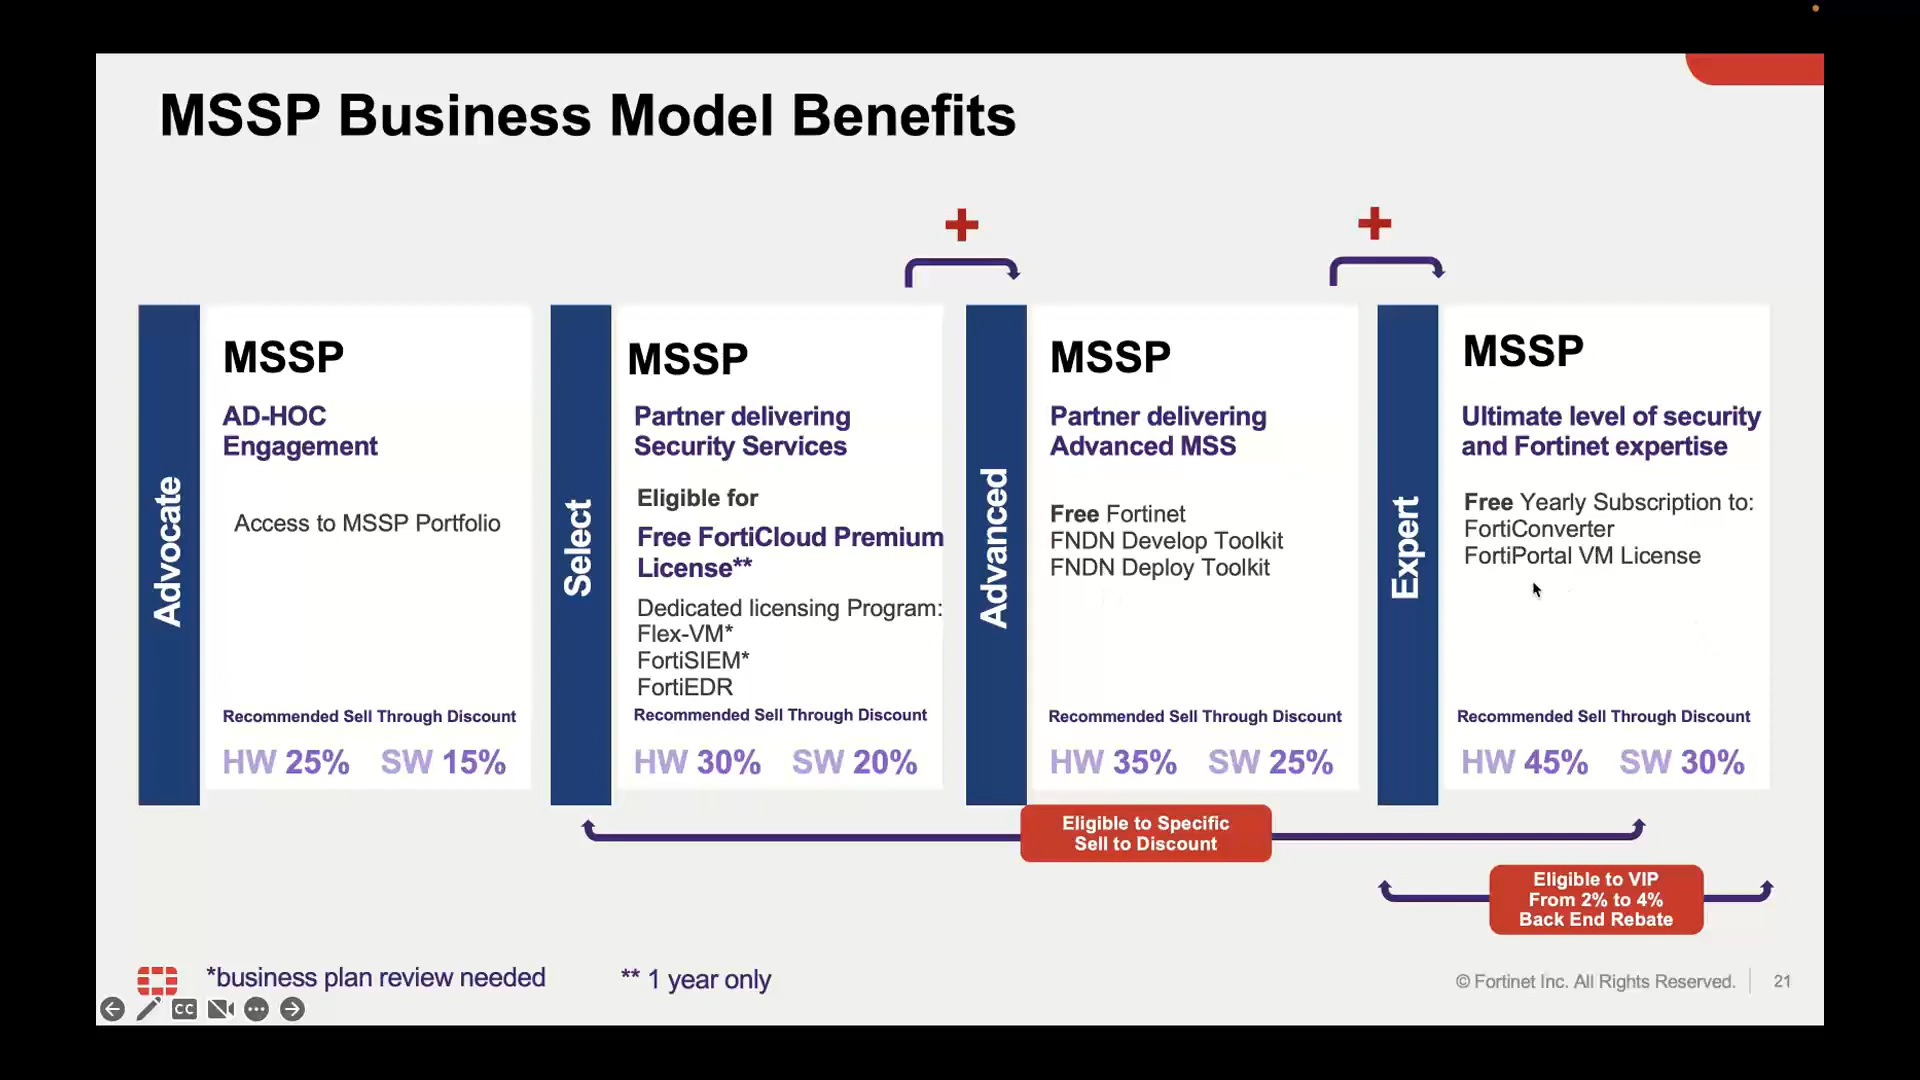 MSSP Business Model Benefits
Advocate
MSSP
AD-HOC
Engagement
Access to MSSP Portfolio
Recommended Sell Through Discount
HW 25% SW 15%
Select
MSSP
Partner delivering
Security Services
Eligible for
Free FortiCloud Premium
License**
Dedicated licensing Program:
Flex-VM*
FortiSIEM*
FortiEDR
Recommended Sell Through Discount
HW 30% SW 20%
Advanced
MSSP
Partner delivering
Advanced MSS
Free Fortinet
FNDN Develop Toolkit
FNDN Deploy Toolkit
Recommended Sell Through Discount
HW 35% SW 25%
Expert
MSSP
Ultimate level of security
and Fortinet expertise
Free Yearly Subscription to:
FortiConverter
FortiPortal VM License
Recommended Sell Through Discount
HW 45% SW 30%
Eligible to Specific
Sell to Discount
Eligible to VIP
From 2% to 4%
Back End Rebate
*business plan review needed
** 1 year only
© Fortinet Inc. All Rights Reserved.
21
CC